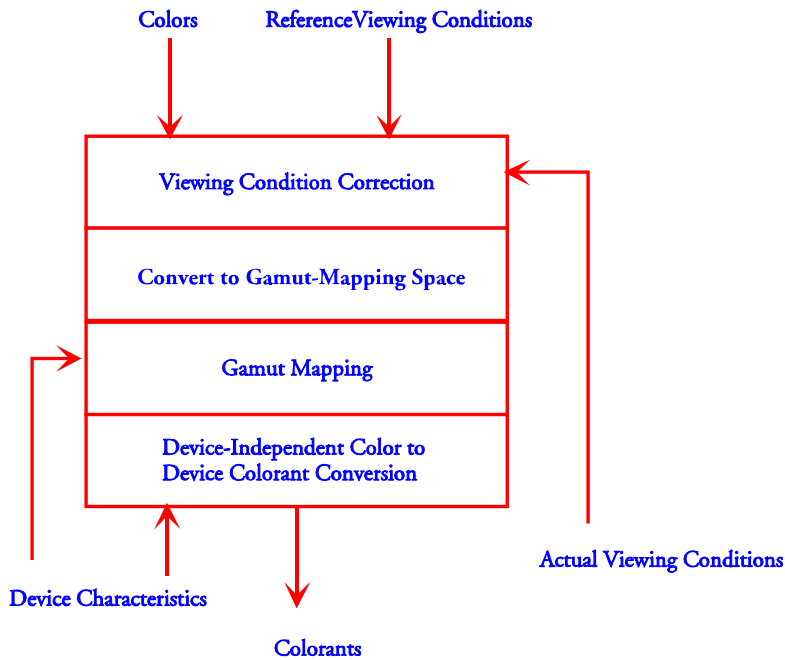 Colors
ReferenceViewing Conditions
Viewing Condition Correction
Convert to Gamut-Mapping Space
Gamut Mapping
Device-Independent Color to
Device Colorant Conversion
Actual Viewing Conditions
Device Characteristics
Colorants